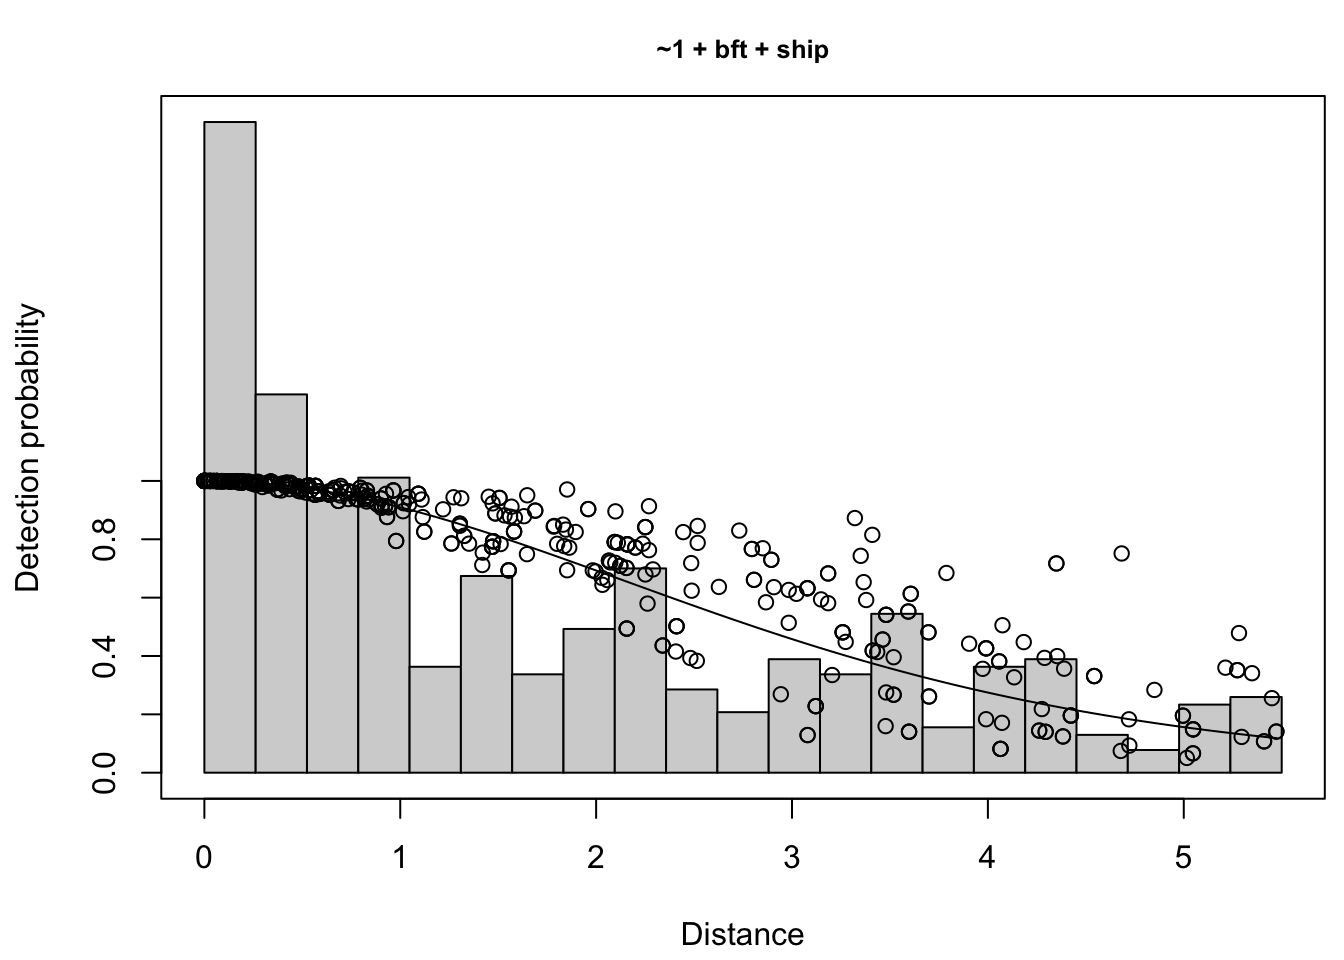 ~1 + bft + ship
Detection probability
0.8
0.4
0.0
0 1 2 3 4 5
Distance